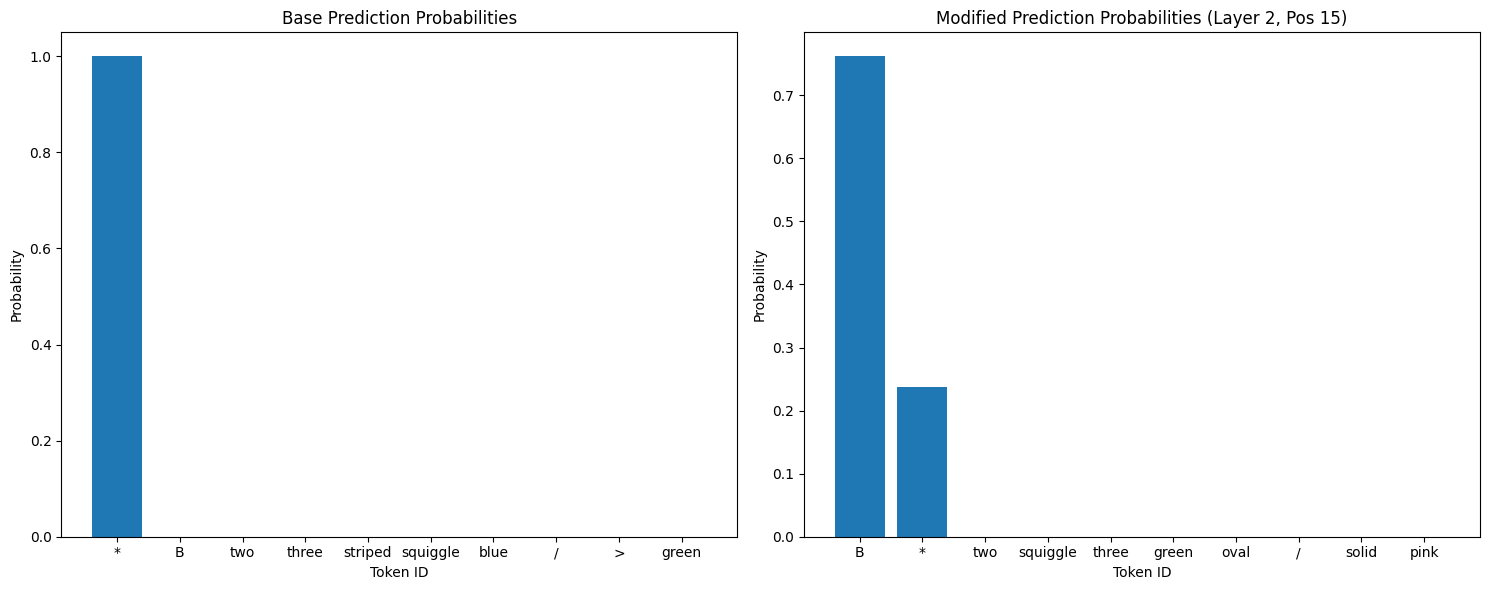 Base Prediction Probabilities
Probability
1.0
0.8
0.6
0.4
0.2
0.0
* B two three striped squiggle blue / > green
Token ID
Modified Prediction Probabilities (Layer 2, Pos 15)
Probability
0.7
0.6
0.5
0.4
0.3
0.2
0.1
0.0
B * two squiggle three green oval / solid pink
Token ID